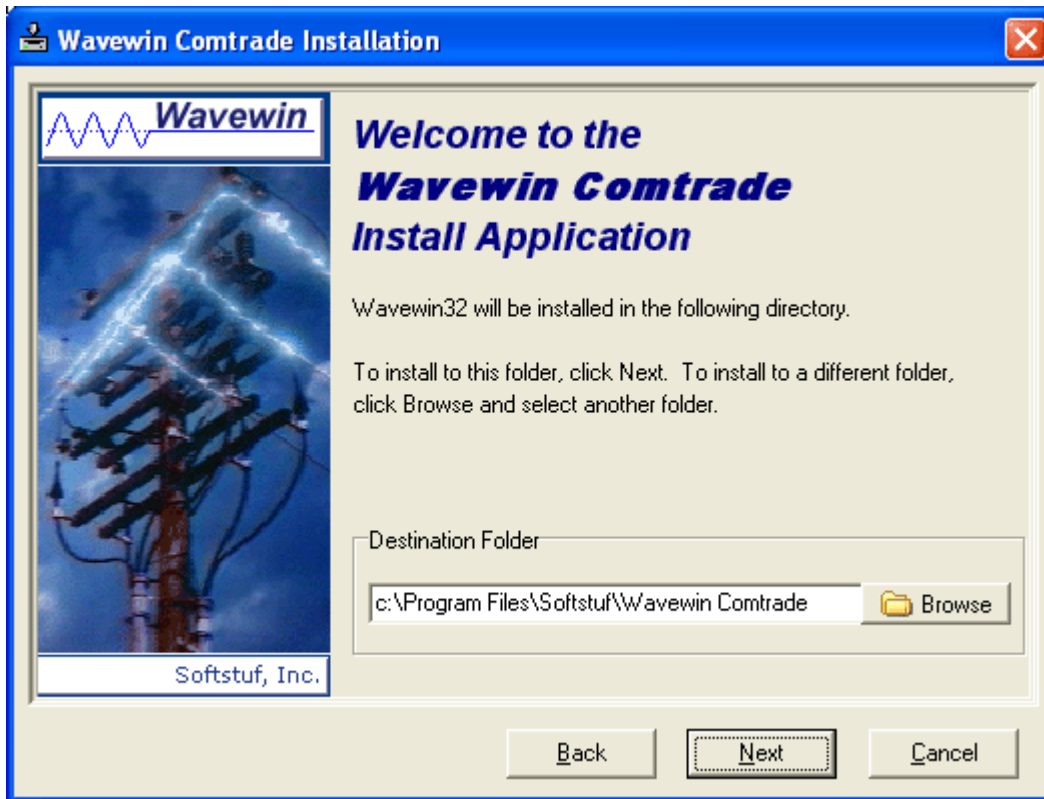 Wavewin Comtrade Installation
Wavewin
Welcome to the
Wavewin Comtrade
Install Application
Wavewin32 will be installed in the following directory.
To install to this folder, click Next. To install to a different folder,
click Browse and select another folder.
Destination Folder
c:\Program Files\Softstuf\Wavewin Comtrade
Browse
Softstuf, Inc.
Back
Next
Cancel